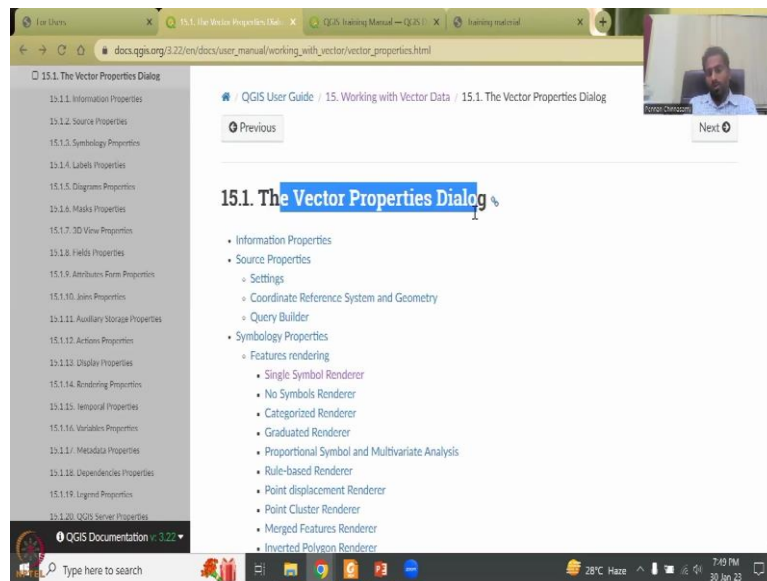 For Users
15.1. The Vector Properties Dial
QGIS Training Manual — QGIS D
Training material
docs.qgis.org/3.22/en/docs/user_manual/working_with_vector/vector_properties.html
15.1. The Vector Properties Dialog
15.1.1. Information Properties
15.1.2. Source Properties
15.1.3. Symbology Properties
15.1.4. Labels Properties
15.1.5. Diagrams Properties
15.1.6. Masks Properties
15.1.7. 3D View Properties
15.1.8. Fields Properties
15.1.9. Attributes Form Properties
15.1.10. Joins Properties
15.1.11. Auxiliary Storage Properties
15.1.12. Actions Properties
15.1.13. Display Properties
15.1.14. Rendering Properties
15.1.15. Temporal Properties
15.1.16. Variables Properties
15.1.17. Metadata Properties
15.1.18. Dependencies Properties
15.1.19. Legend Properties
15.1.20. QGIS Server Properties
QGIS Documentation v: 3.22
QGIS User Guide / 15. Working with Vector Data / 15.1. The Vector Properties Dialog
Previous
Next
15.1. The Vector Properties Dialog
Information Properties
Source Properties
Settings
Coordinate Reference System and Geometry
Query Builder
Symbology Properties
Features rendering
Single Symbol Renderer
No Symbols Renderer
Categorized Renderer
Graduated Renderer
Proportional Symbol and Multivariate Analysis
Rule-based Renderer
Point displacement Renderer
Point Cluster Renderer
Merged Features Renderer
Inverted Polygon Renderer
NPTEL
Type here to search
28°C Haze
7:49 PM
30 Jan 23